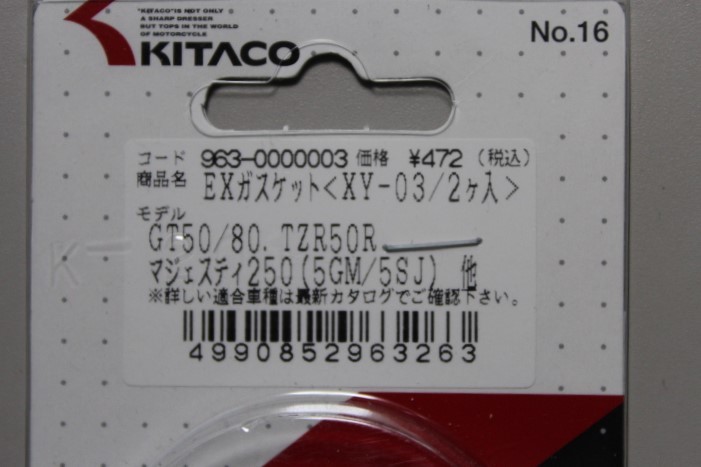 "KITACO" IS NOT ONLY
A SHARP DRESSER
BUT TOPS IN THE WORLD
OF MOTORCYCLE
KITACO
No.16
コード 963-0000003 価格 ¥472 (税込)
商品名 EXガスケット<XY-03/2ヶ入>
モデル
GT50/80. TZR50R
マジェスティ250(5GM/5SJ) 他
※詳しい適合車種は最新カタログでご確認下さい。
4990852963263
K